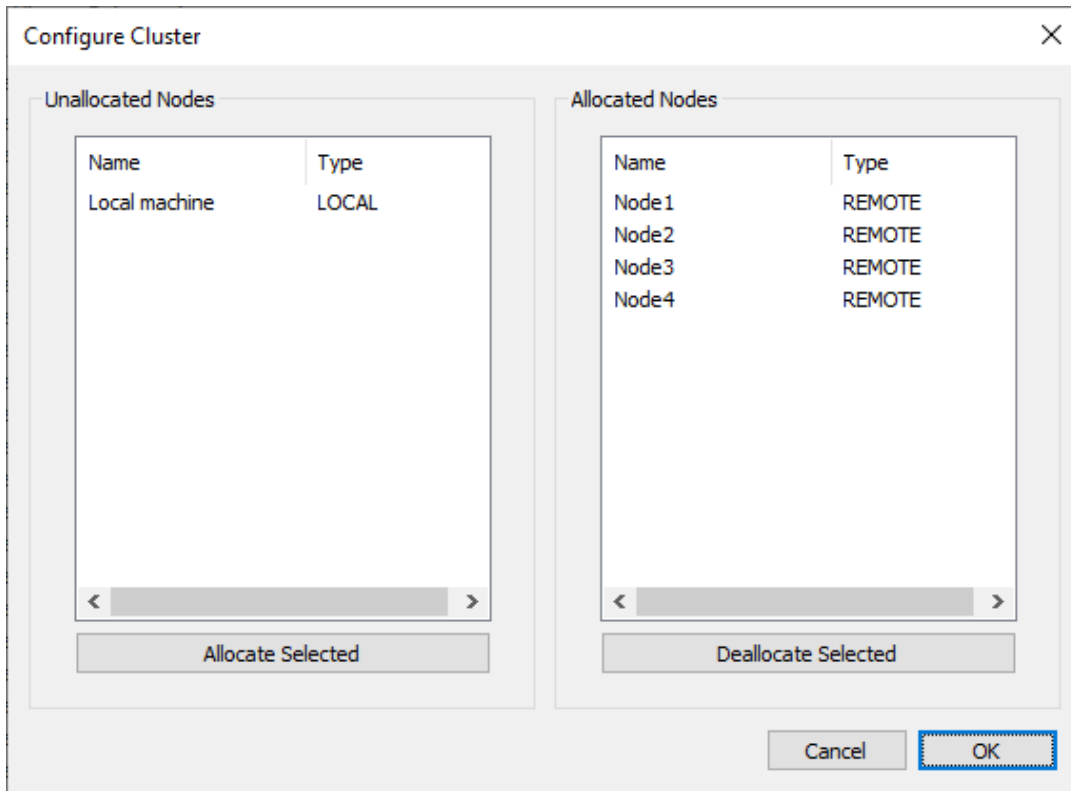 Configure Cluster
Unallocated Nodes
Name Type
Local machine LOCAL
Allocate Selected
Allocated Nodes
Name Type
Node1 REMOTE
Node2 REMOTE
Node3 REMOTE
Node4 REMOTE
Deallocate Selected
Cancel OK